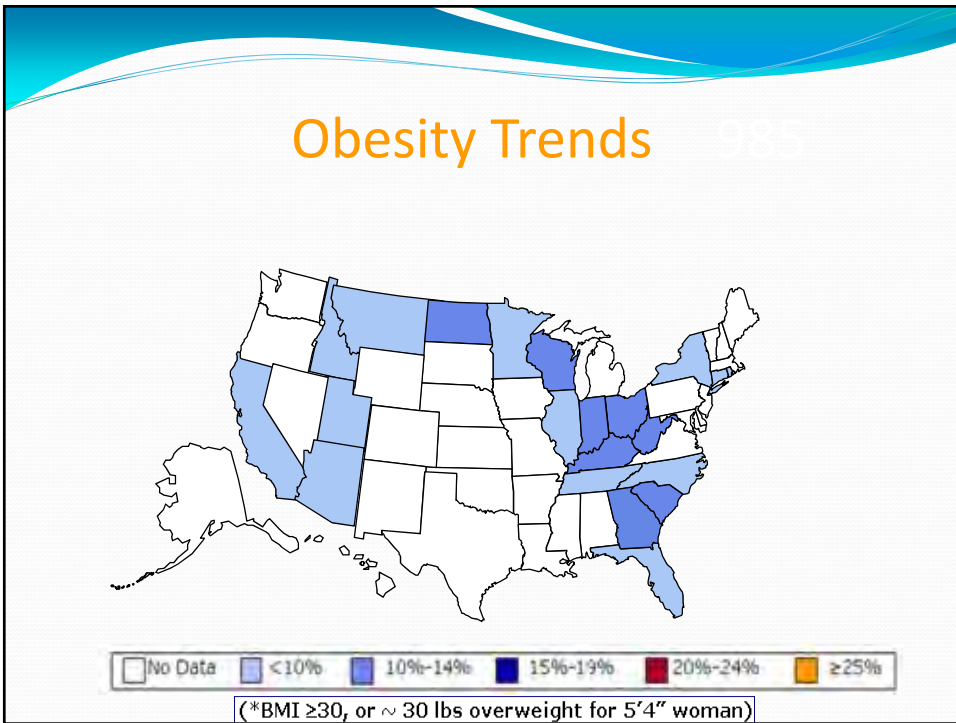 Obesity Trends 985
No Data <10% 10%-14% 15%-19% 20%-24% ≥25%
(*BMI ≥30, or ~ 30 lbs overweight for 5’4” woman)